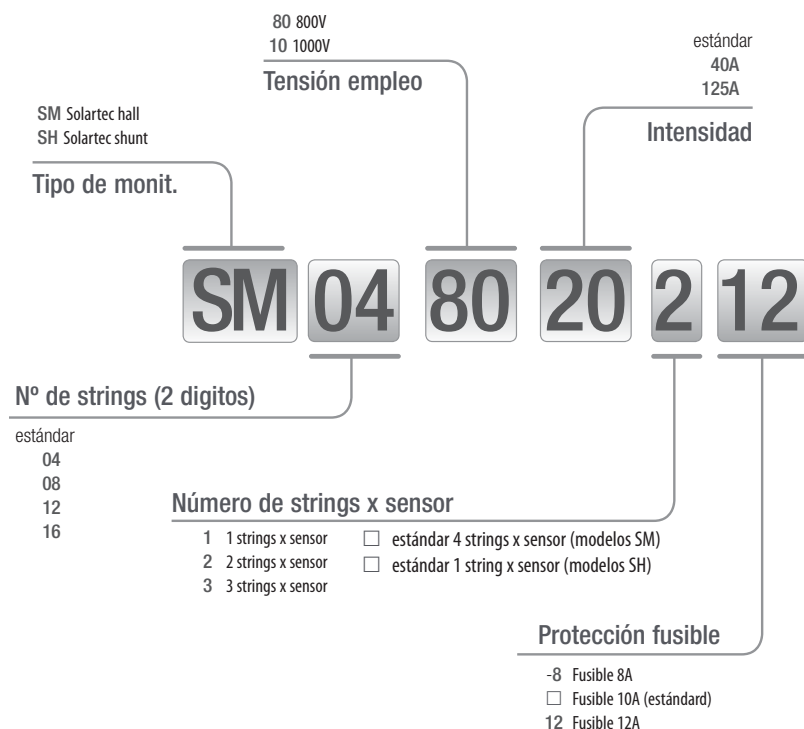 80 800V
10 1000V
Tensión empleo
estándar
40A
125A
Intensidad
SM Solartec hall
SH Solartec shunt
Tipo de monit.
SM 04 80 20 2 12
Nº de strings (2 digitos)
estándar
04
08
12
16
Número de strings x sensor
1 1 strings x sensor
2 2 strings x sensor
3 3 strings x sensor
□ estándar 4 strings x sensor (modelos SM)
□ estándar 1 string x sensor (modelos SH)
Protección fusible
-8 Fusible 8A
□ Fusible 10A (estándard)
12 Fusible 12A